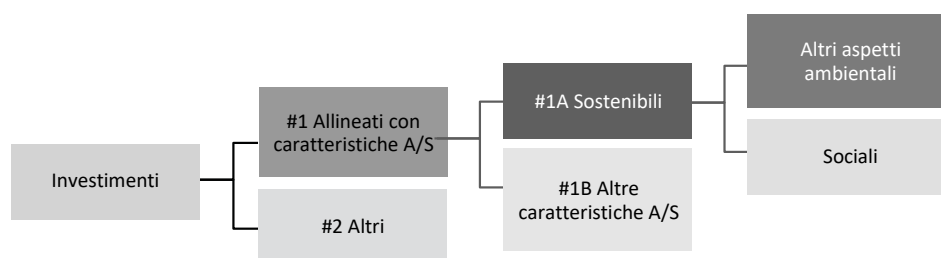 Investimenti
#1 Allineati con
caratteristiche A/S
#2 Altri
#1A Sostenibili
#1B Altre
caratteristiche A/S
Altri aspetti
ambientali
Sociali